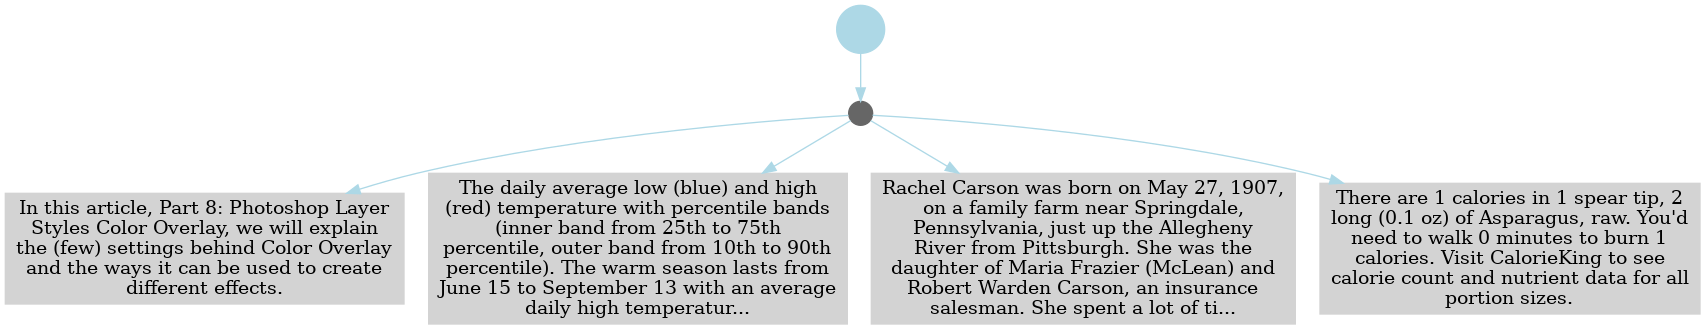 In this article, Part 8: Photoshop Layer
Styles Color Overlay, we will explain
the (few) settings behind Color Overlay
and the ways it can be used to create
different effects.
The daily average low (blue) and high
(red) temperature with percentile bands
(inner band from 25th to 75th
percentile, outer band from 10th to 90th
percentile). The warm season lasts from
June 15 to September 13 with an average
daily high temperatur...
Rachel Carson was born on May 27, 1907,
on a family farm near Springdale,
Pennsylvania, just up the Allegheny
River from Pittsburgh. She was the
daughter of Maria Frazier (McLean) and
Robert Warden Carson, an insurance
salesman. She spent a lot of ti...
There are 1 calories in 1 spear tip, 2
long (0.1 oz) of Asparagus, raw. You'd
need to walk 0 minutes to burn 1
calories. Visit CalorieKing to see
calorie count and nutrient data for all
portion sizes.